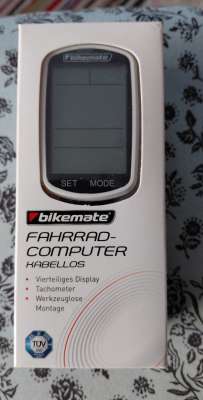 bikemate
SET MODE
bikemate®
FAHRRAD-
COMPUTER
KABELLOS
• Vierteiliges Display
• Tachometer
• Werkzeuglose
Montage
TÜV